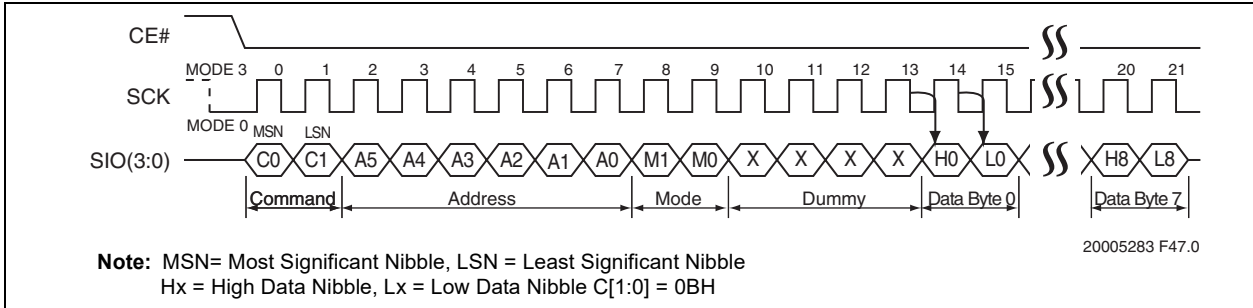 CE#
MODE 3 0 1 2 3 4 5 6 7 8 9 10 11 12 13 14 15 20 21
SCK
MODE 0
MSN LSN
SIO(3:0) C0 C1 A5 A4 A3 A2 A1 A0 M1 M0 X X X X H0 L0 H8 L8
Command Address Mode Dummy Data Byte 0 Data Byte 7
20005283 F47.0
Note: MSN= Most Significant Nibble, LSN = Least Significant Nibble
Hx = High Data Nibble, Lx = Low Data Nibble C[1:0] = 0BH